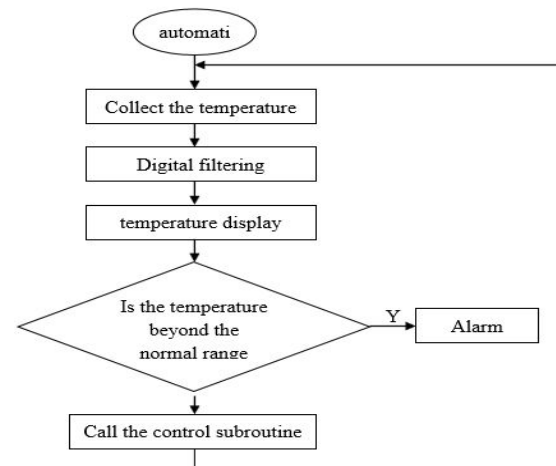 automati
Collect the temperature
Digital filtering
temperature display
Is the temperature
beyond the
normal range
Y
Alarm
Call the control subroutine